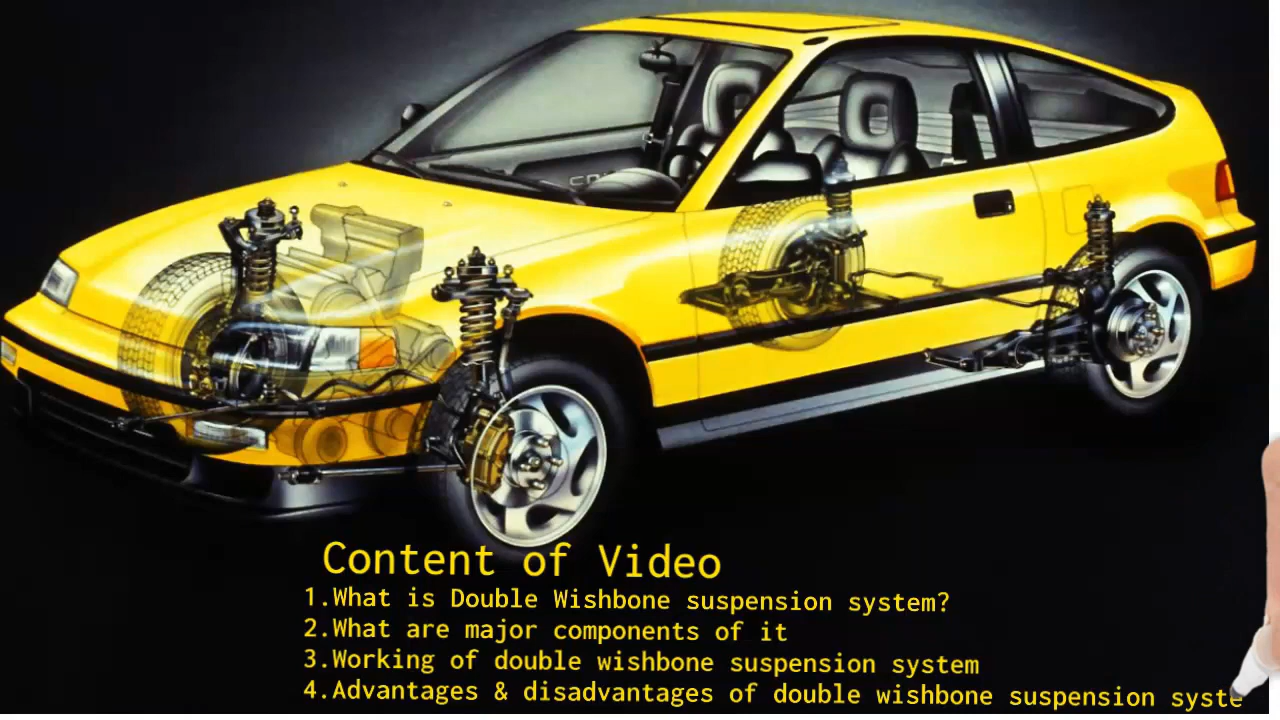 Content of Video
1.What is Double Wishbone suspension system?
2.What are major components of it
3.Working of double wishbone suspension system
4.Advantages & disadvantages of double wishbone suspension syste